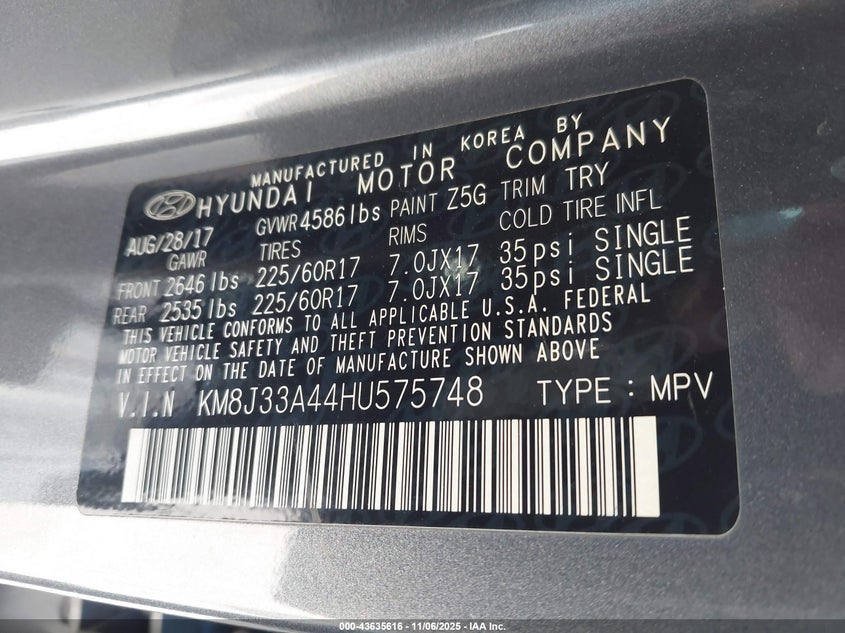 MANUFACTURED IN KOREA BY
HYUNDAI MOTOR COMPANY
AUG/28/17 GVWR 4586 lbs PAINT Z5G TRIM TRY
GAWR TIRES RIMS COLD TIRE INFL
FRONT 2646 lbs 225/60R17 7.0JX17 35psi SINGLE
REAR 2535 lbs 225/60R17 7.0JX17 35psi SINGLE
THIS VEHICLE CONFORMS TO ALL APPLICABLE U.S.A. FEDERAL
MOTOR VEHICLE SAFETY AND THEFT PREVENTION STANDARDS
IN EFFECT ON THE DATE OF MANUFACTURE SHOWN ABOVE
V.I.N KM8J33A44HU575748 TYPE : MPV
000-43635616 - 11/06/2025 - IAA Inc.